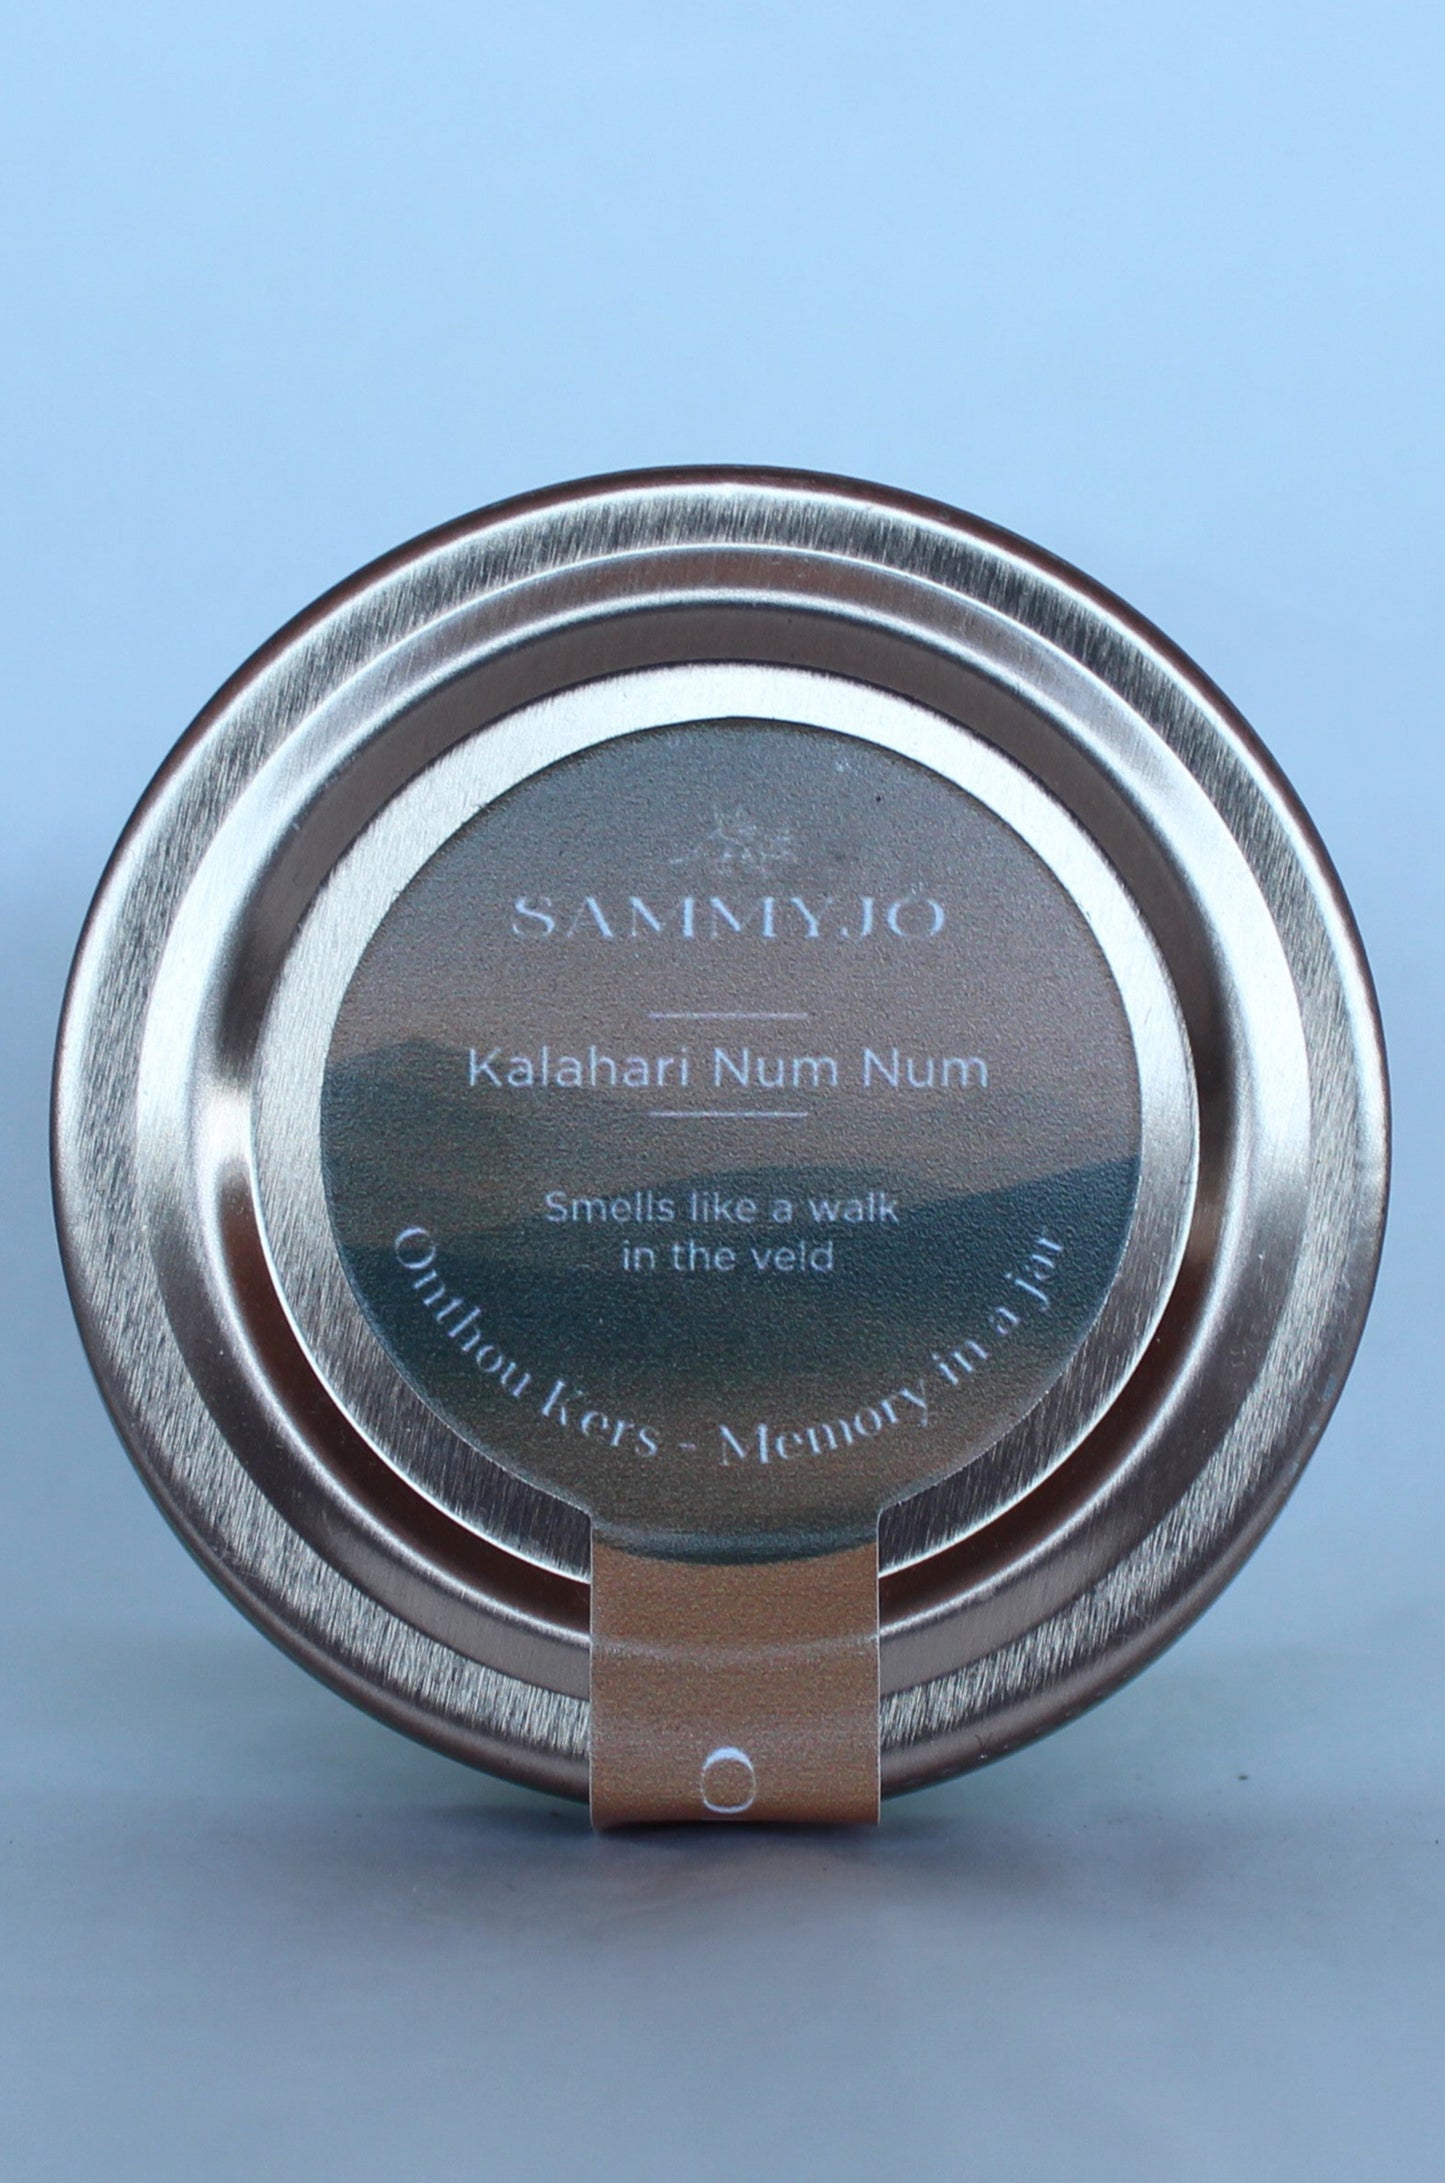 SAMMYJO
Kalahari Num Num
Smells like a walk
in the veld
Onthou Kers - Memory in a jar
O